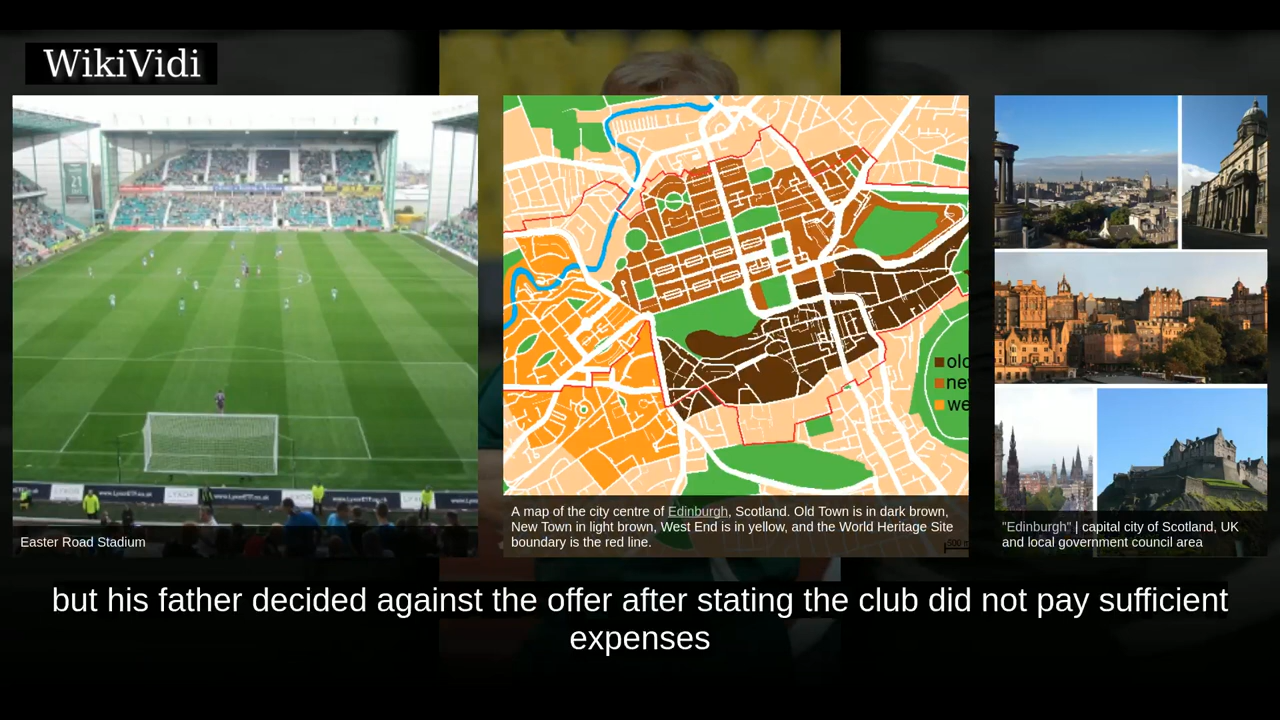 WikiVidi
21
Easter Road Stadium
A map of the city centre of Edinburgh, Scotland. Old Town is in dark brown,
New Town in light brown, West End is in yellow, and the World Heritage Site
boundary is the red line.
"Edinburgh" | capital city of Scotland, UK
and local government council area
but his father decided against the offer after stating the club did not pay sufficient
expenses